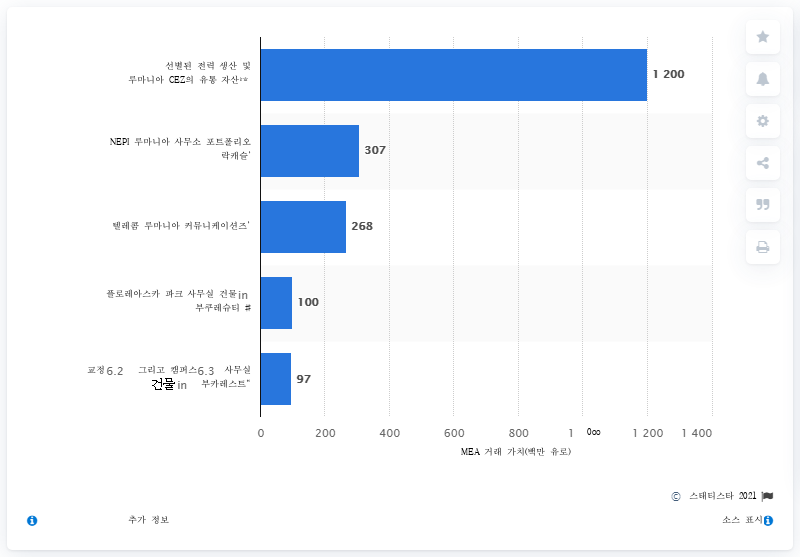 선별된 전력 생산 및
루마니아 CEZ의 유통 자산
1 200
NEPI 루마니아 사무소 포트폴리오
락캐슬'
307
텔레콤 루마니아 커뮤니케이션즈'
268
플로레아스카 파크 사무실 건물in
부쿠레슈티 #
100
교정6.2 그리고 캠퍼스6.3 사무실
건물in 부카레스트"
97
0 200 400 600 800 1 0∞ 1 200 1 400
MEA 거래 가치(백만 유로)
© 스태티스타 2021
추가 정보
소스 표시